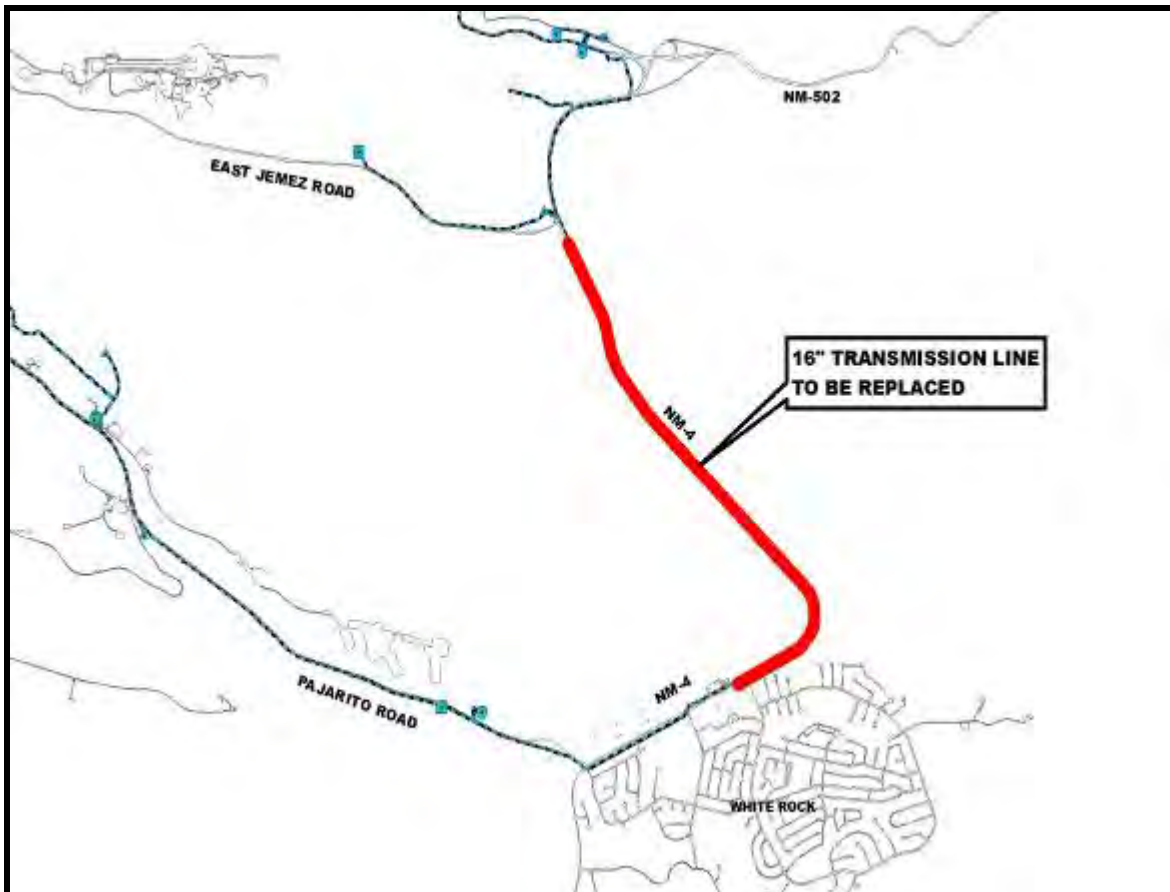 NM-502
EAST JEMEZ ROAD
16" TRANSMISSION LINE
TO BE REPLACED
NM-4
NM-4
PAJARITO ROAD
WHITE ROCK